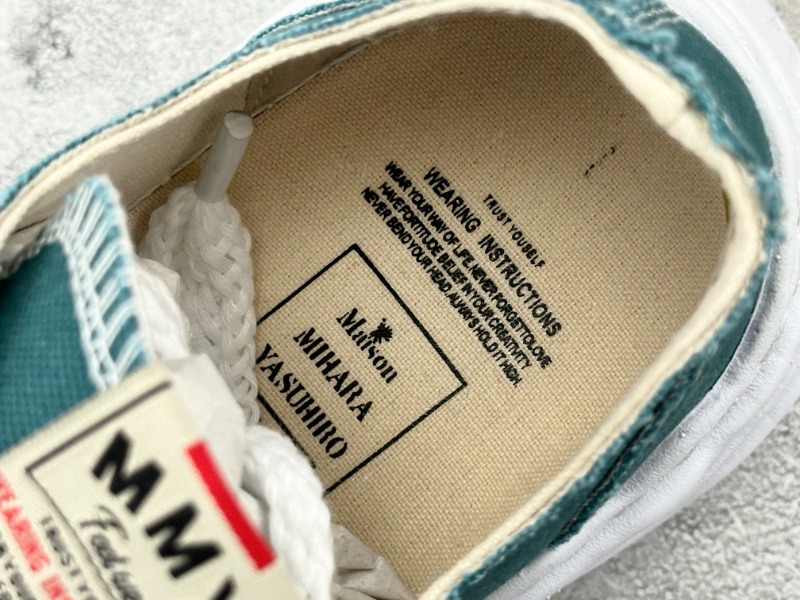 TRUST YOUSELF
WEARING INSTRUCTIONS
WEAR YOUR WAY OF LIFE.NEVER FORGET TO LOVE
HAVE FORTITUDE BELIEF IN YOUR CREATIVITY
NEVER BEND YOUR HEAD.ALWAYS HOLD IT HIGH.
Maison
MIHARA
YASUHIRO
MMY